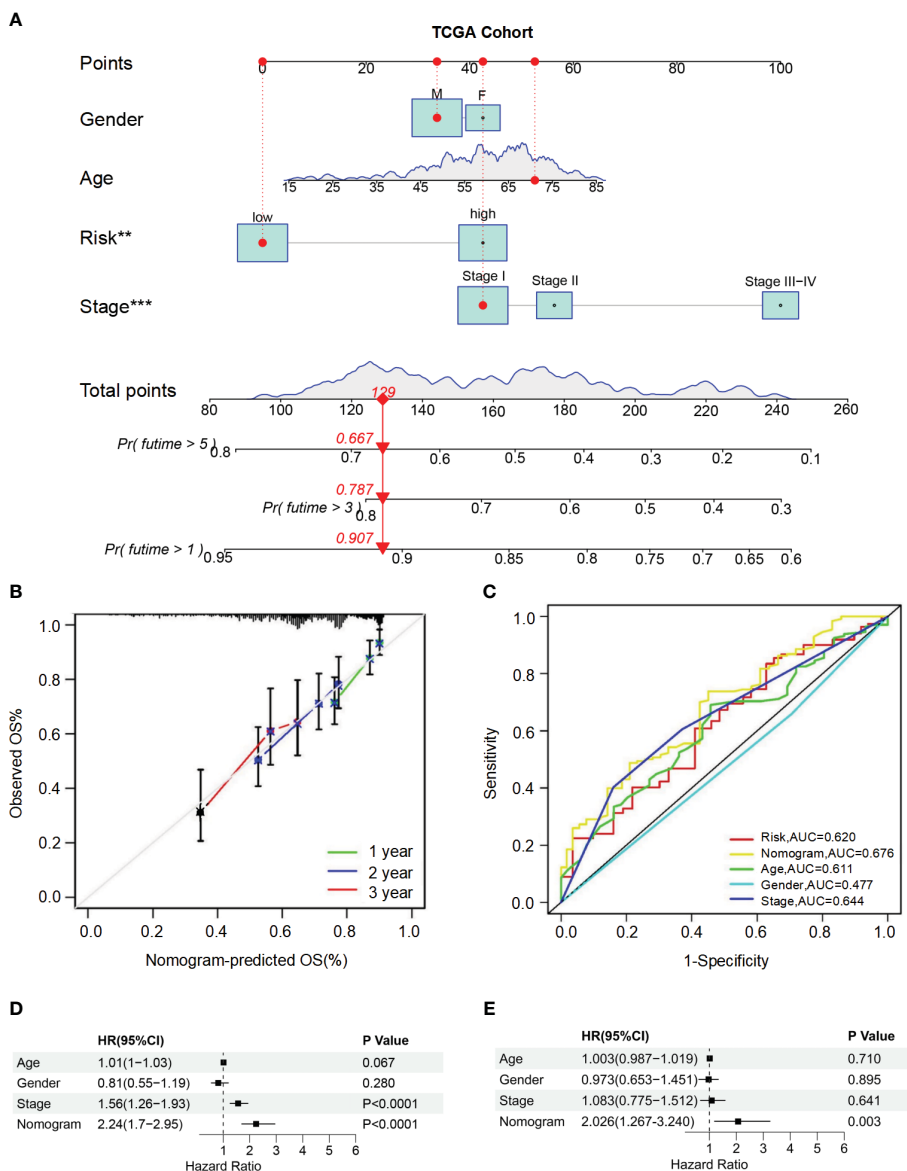 A
TCGA Cohort
Points
0 20 40 60 80 100
M F
Gender
Age
15 25 35 45 55 65 75 85
low high
Risk**
Stage I Stage II Stage III−IV
Stage***
Total points
129
80 100 120 140 160 180 200 220 240 260
0.667
Pr( futime > 5 )
0.8 0.7 0.6 0.5 0.4 0.3 0.2 0.1
0.787
Pr( futime > 3 )
0.8 0.7 0.6 0.5 0.4 0.3
0.907
Pr( futime > 1 )
0.95 0.9 0.85 0.8 0.75 0.7 0.65 0.6
B
Observed OS%
1.0
0.8
0.6
0.4
0.2
0.0
1 year
2 year
3 year
0.0 0.2 0.4 0.6 0.8 1.0
Nomogram-predicted OS(%)
C
Sensitivity
1.0
0.8
0.6
0.4
0.2
0.0
Risk,AUC=0.620
Nomogram,AUC=0.676
Age,AUC=0.611
Gender,AUC=0.477
Stage,AUC=0.644
0.0 0.2 0.4 0.6 0.8 1.0
1-Specificity
D
HR(95%CI) P Value
Age 1.01(1−1.03) 0.067
Gender 0.81(0.55−1.19) 0.280
Stage 1.56(1.26−1.93) P<0.0001
Nomogram 2.24(1.7−2.95) P<0.0001
1 2 3 4 5 6
Hazard Ratio
E
HR(95%CI) P Value
Age 1.003(0.987−1.019) 0.710
Gender 0.973(0.653−1.451) 0.895
Stage 1.083(0.775−1.512) 0.641
Nomogram 2.026(1.267-3.240) 0.003
0 1 2 3 4 5 6
Hazard Ratio